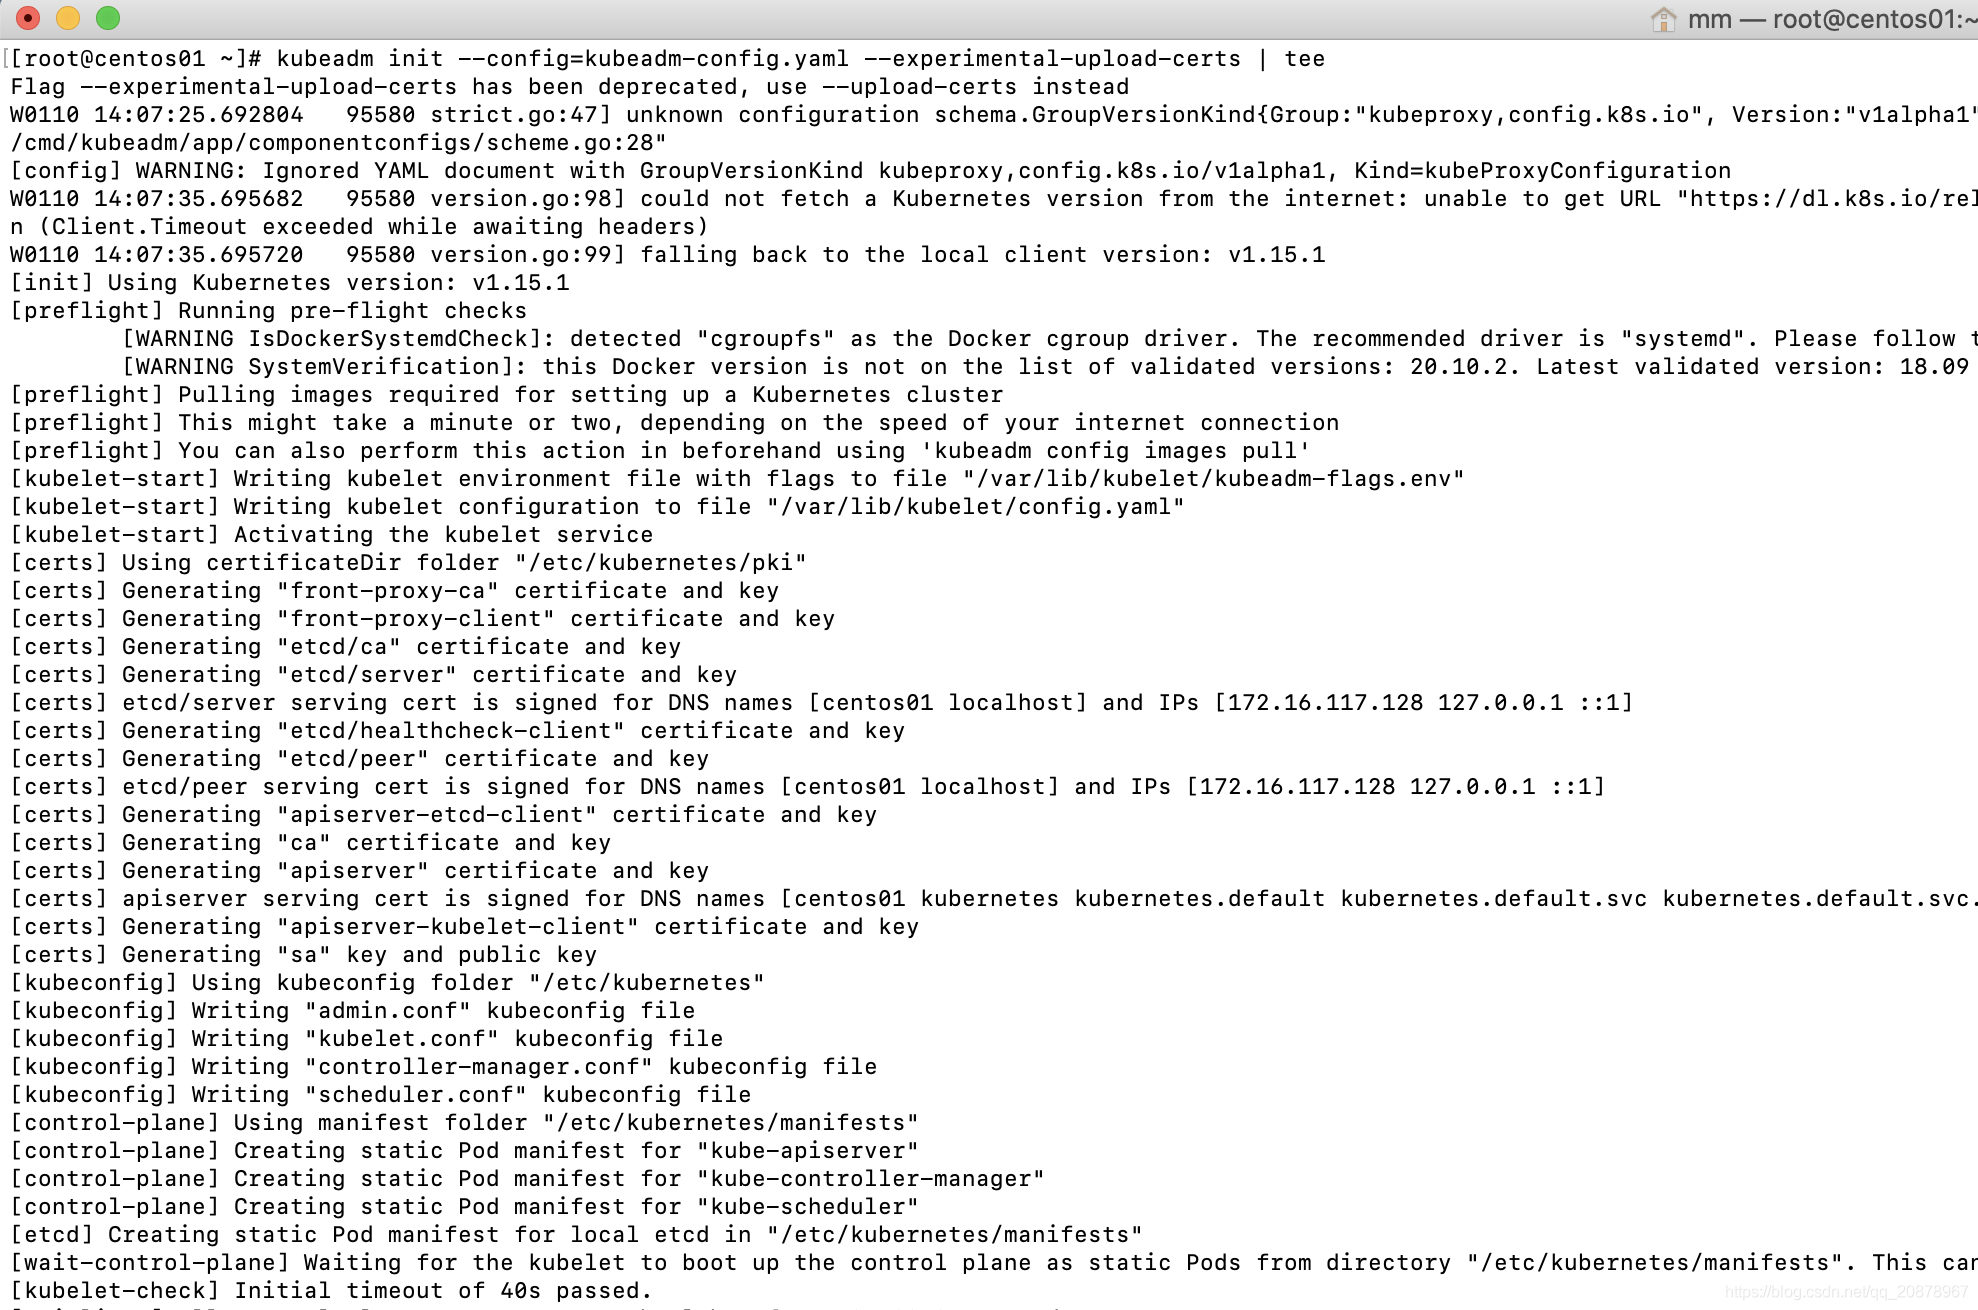 mm — root@centos01:~
[root@centos01 ~]# kubeadm init --config=kubeadm-config.yaml --experimental-upload-certs | tee
Flag --experimental-upload-certs has been deprecated, use --upload-certs instead
W0110 14:07:25.692804   95580 strict.go:47] unknown configuration schema.GroupVersionKind{Group:"kubeproxy,config.k8s.io", Version:"v1alpha1"
/cmd/kubeadm/app/componentconfigs/scheme.go:28"
[config] WARNING: Ignored YAML document with GroupVersionKind kubeproxy,config.k8s.io/v1alpha1, Kind=kubeProxyConfiguration
W0110 14:07:35.695682   95580 version.go:98] could not fetch a Kubernetes version from the internet: unable to get URL "https://dl.k8s.io/rel
n (Client.Timeout exceeded while awaiting headers)
W0110 14:07:35.695720   95580 version.go:99] falling back to the local client version: v1.15.1
[init] Using Kubernetes version: v1.15.1
[preflight] Running pre-flight checks
[WARNING IsDockerSystemdCheck]: detected "cgroupfs" as the Docker cgroup driver. The recommended driver is "systemd". Please follow t
[WARNING SystemVerification]: this Docker version is not on the list of validated versions: 20.10.2. Latest validated version: 18.09
[preflight] Pulling images required for setting up a Kubernetes cluster
[preflight] This might take a minute or two, depending on the speed of your internet connection
[preflight] You can also perform this action in beforehand using 'kubeadm config images pull'
[kubelet-start] Writing kubelet environment file with flags to file "/var/lib/kubelet/kubeadm-flags.env"
[kubelet-start] Writing kubelet configuration to file "/var/lib/kubelet/config.yaml"
[kubelet-start] Activating the kubelet service
[certs] Using certificateDir folder "/etc/kubernetes/pki"
[certs] Generating "front-proxy-ca" certificate and key
[certs] Generating "front-proxy-client" certificate and key
[certs] Generating "etcd/ca" certificate and key
[certs] Generating "etcd/server" certificate and key
[certs] etcd/server serving cert is signed for DNS names [centos01 localhost] and IPs [172.16.117.128 127.0.0.1 ::1]
[certs] Generating "etcd/healthcheck-client" certificate and key
[certs] Generating "etcd/peer" certificate and key
[certs] etcd/peer serving cert is signed for DNS names [centos01 localhost] and IPs [172.16.117.128 127.0.0.1 ::1]
[certs] Generating "apiserver-etcd-client" certificate and key
[certs] Generating "ca" certificate and key
[certs] Generating "apiserver" certificate and key
[certs] apiserver serving cert is signed for DNS names [centos01 kubernetes kubernetes.default kubernetes.default.svc kubernetes.default.svc.
[certs] Generating "apiserver-kubelet-client" certificate and key
[certs] Generating "sa" key and public key
[kubeconfig] Using kubeconfig folder "/etc/kubernetes"
[kubeconfig] Writing "admin.conf" kubeconfig file
[kubeconfig] Writing "kubelet.conf" kubeconfig file
[kubeconfig] Writing "controller-manager.conf" kubeconfig file
[kubeconfig] Writing "scheduler.conf" kubeconfig file
[control-plane] Using manifest folder "/etc/kubernetes/manifests"
[control-plane] Creating static Pod manifest for "kube-apiserver"
[control-plane] Creating static Pod manifest for "kube-controller-manager"
[control-plane] Creating static Pod manifest for "kube-scheduler"
[etcd] Creating static Pod manifest for local etcd in "/etc/kubernetes/manifests"
[wait-control-plane] Waiting for the kubelet to boot up the control plane as static Pods from directory "/etc/kubernetes/manifests". This can
[kubelet-check] Initial timeout of 40s passed.
https://blog.csdn.net/qq_20878967